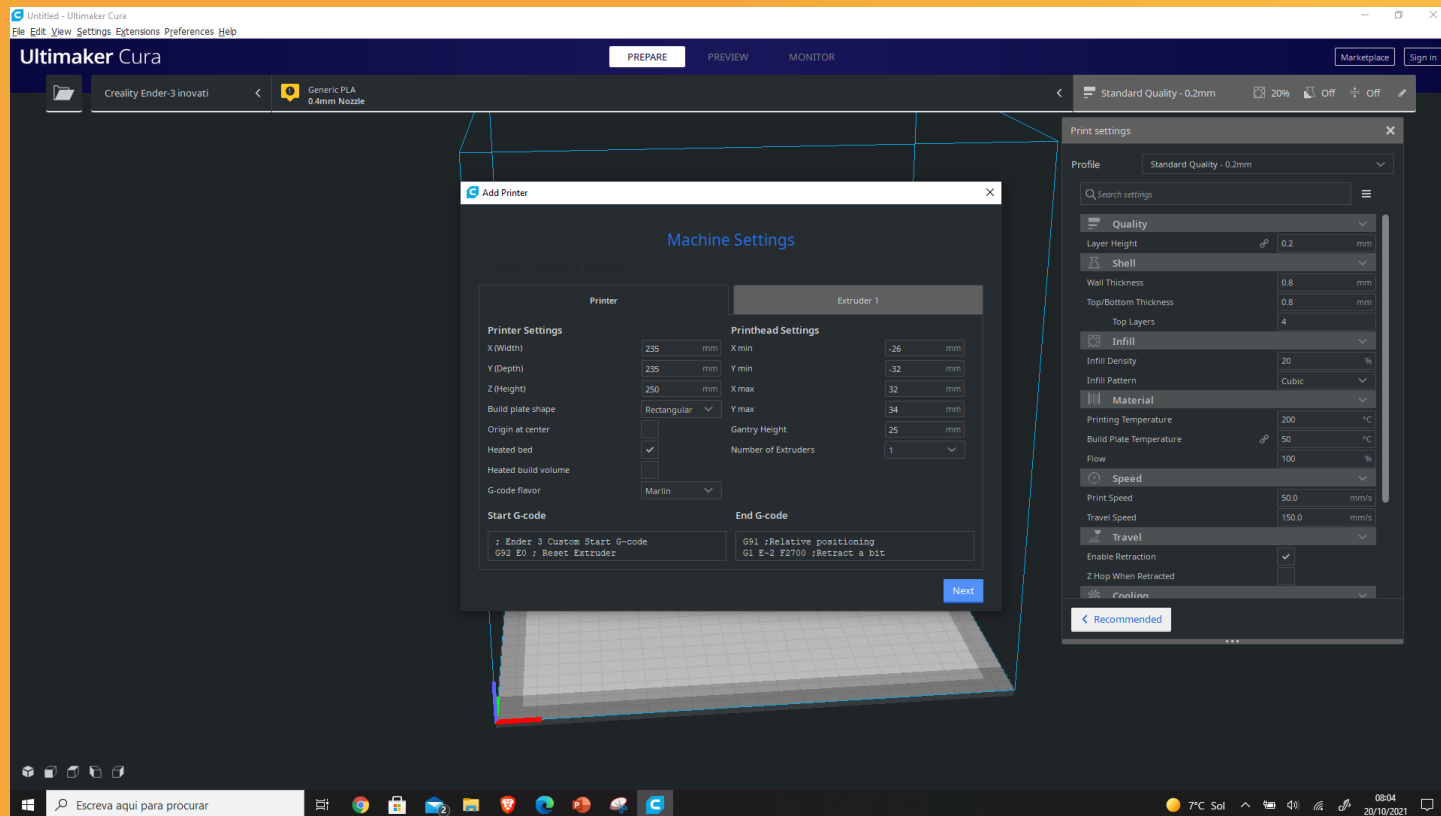 Untitled - Ultimaker Cura
File Edit View Settings Extensions Preferences Help
Ultimaker Cura
PREPARE PREVIEW MONITOR
Marketplace Sign in
Creality Ender-3 inovati
Generic PLA
0.4mm Nozzle
Standard Quality - 0.2mm 20% Off Off
Print settings
Profile Standard Quality - 0.2mm
Search settings
Quality
Layer Height 0.2 mm
Shell
Wall Thickness 0.8 mm
Top/Bottom Thickness 0.8 mm
Top Layers 4
Infill
Infill Density 20 %
Infill Pattern Cubic
Material
Printing Temperature 200 °C
Build Plate Temperature 50 °C
Flow 100 %
Speed
Print Speed 50.0 mm/s
Travel Speed 150.0 mm/s
Travel
Enable Retraction
Z Hop When Retracted
Cooling
Recommended
Add Printer
Machine Settings
Printer Extruder 1
Printer Settings Printhead Settings
X (Width) 235 mm X min -26 mm
Y (Depth) 235 mm Y min -32 mm
Z (Height) 250 mm X max 32 mm
Build plate shape Rectangular Y max 34 mm
Origin at center Gantry Height 25 mm
Heated bed Number of Extruders 1
Heated build volume
G-code flavor Marlin
Start G-code End G-code
; Ender 3 Custom Start G-code G91 ;Relative positioning
G92 E0 ; Reset Extruder G1 E-2 F2700 ;Retract a bit
Next
Escreva aqui para procurar
2
7°C Sol
08:04
20/10/2021